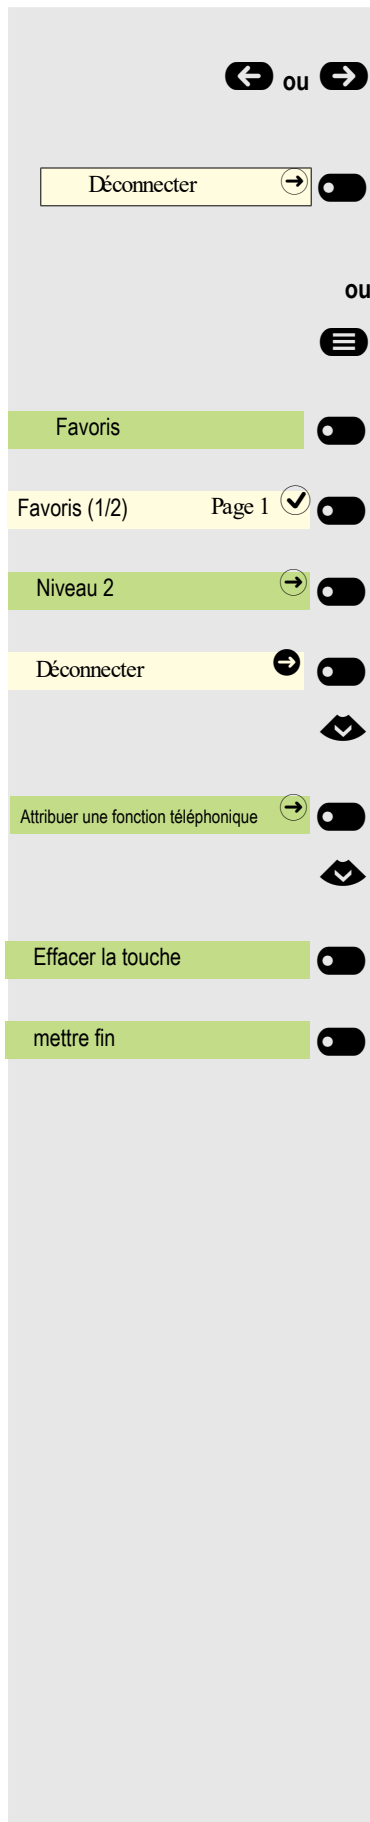 ou
Déconnecter
ou
Favoris
Favoris (1/2) Page 1
Niveau 2
Déconnecter
Attribuer une fonction téléphonique
Effacer la touche
mettre fin